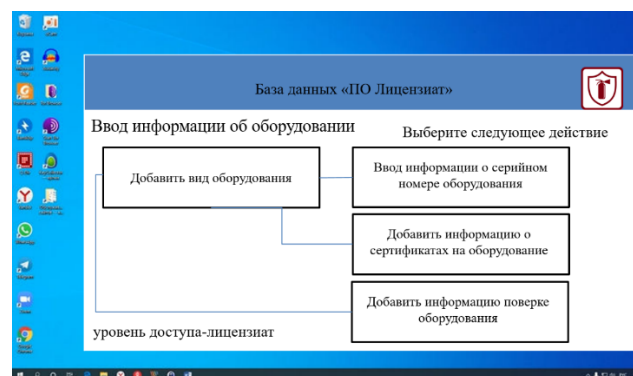 База данных «ПО Лицензиат»
Ввод информации об оборудовании
Выберите следующее действие
Добавить вид оборудования
Ввод информации о серийном
номере оборудования
Добавить информацию о
сертификатах на оборудование
Добавить информацию поверке
оборудования
уровень доступа-лицензиат